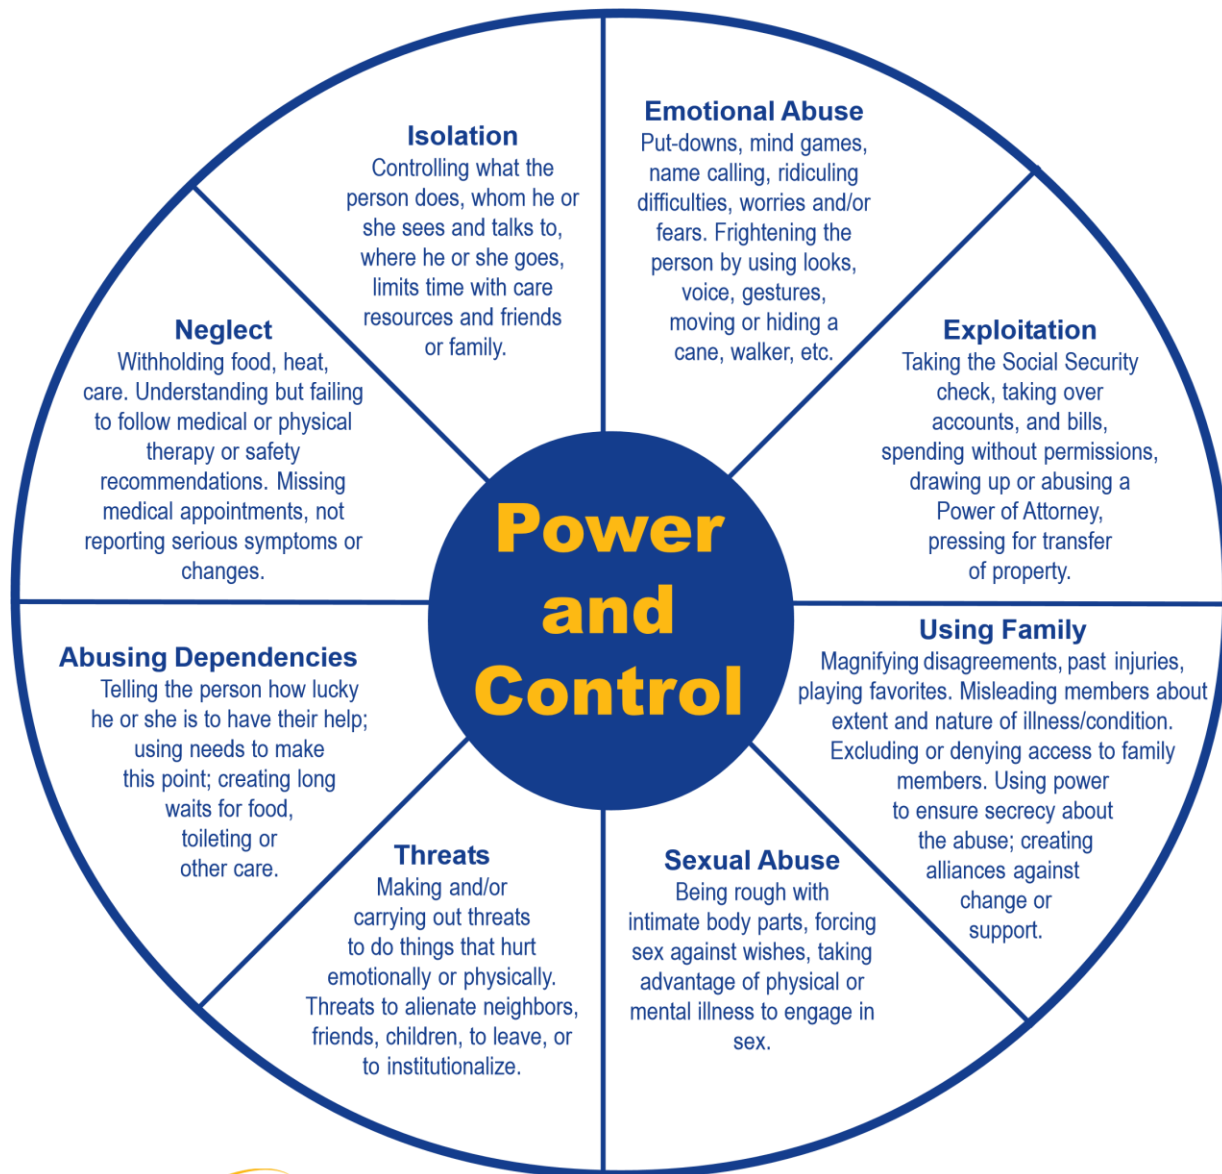 Emotional Abuse
Put-downs, mind games,
name calling, ridiculing
difficulties, worries and/or
fears. Frightening the
person by using looks,
voice, gestures,
moving or hiding a
cane, walker, etc.
Exploitation
Taking the Social Security
check, taking over
accounts, and bills,
spending without permissions,
drawing up or abusing a
Power of Attorney,
pressing for transfer
of property.
Using Family
Magnifying disagreements, past injuries,
playing favorites. Misleading members about
extent and nature of illness/condition.
Excluding or denying access to family
members. Using power
to ensure secrecy about
the abuse; creating
alliances against
change or
support.
Sexual Abuse
Being rough with
intimate body parts, forcing
sex against wishes, taking
advantage of physical or
mental illness to engage in
sex.
Threats
Making and/or
carrying out threats
to do things that hurt
emotionally or physically.
Threats to alienate neighbors,
friends, children, to leave, or
to institutionalize.
Abusing Dependencies
Telling the person how lucky
he or she is to have their help;
using needs to make
this point; creating long
waits for food,
toileting or
other care.
Neglect
Withholding food, heat,
care. Understanding but failing
to follow medical or physical
therapy or safety
recommendations. Missing
medical appointments, not
reporting serious symptoms or
changes.
Isolation
Controlling what the
person does, whom he or
she sees and talks to,
where he or she goes,
limits time with care
resources and friends
or family.
Power
and
Control